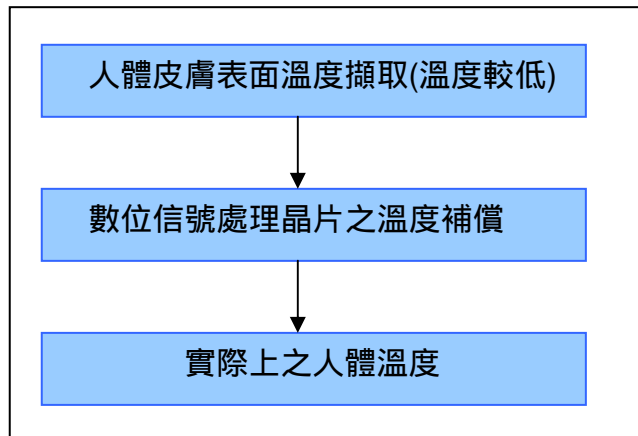 人體皮膚表面溫度擷取(溫度較低)
數位信號處理晶片之溫度補償
實際上之人體溫度